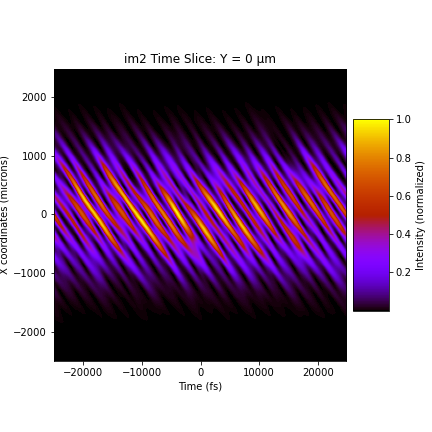 im2 Time Slice: Y = 0 μm
2000
1000
0
−1000
−2000
X coordinates (microns)
−20000 −10000 0 10000 20000
Time (fs)
1.0
0.8
0.6
0.4
0.2
Intensity (normalized)